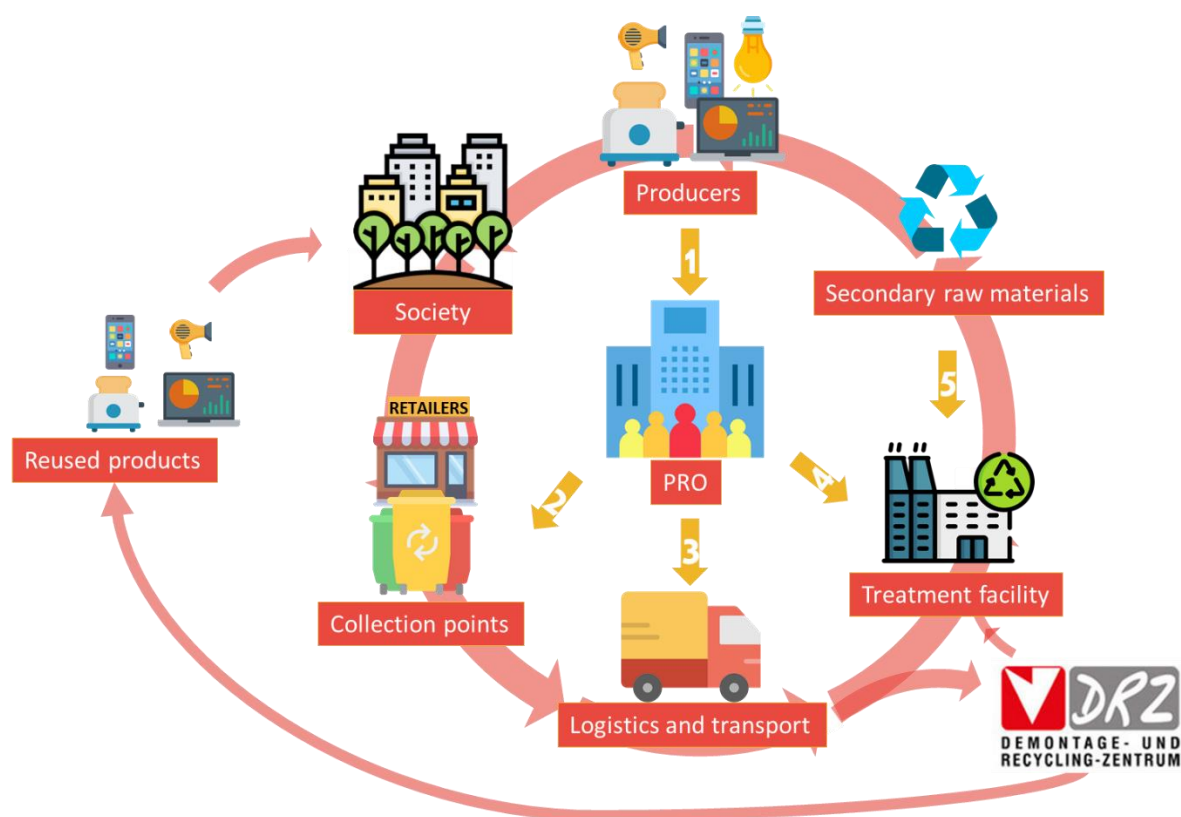 Producers
1
Secondary raw materials
Society
5
RETAILERS
Reused products
PRO
4
2
3
Treatment facility
Collection points
Logistics and transport
DRZ
DEMONTAGE- UND
RECYCLING-ZENTRUM